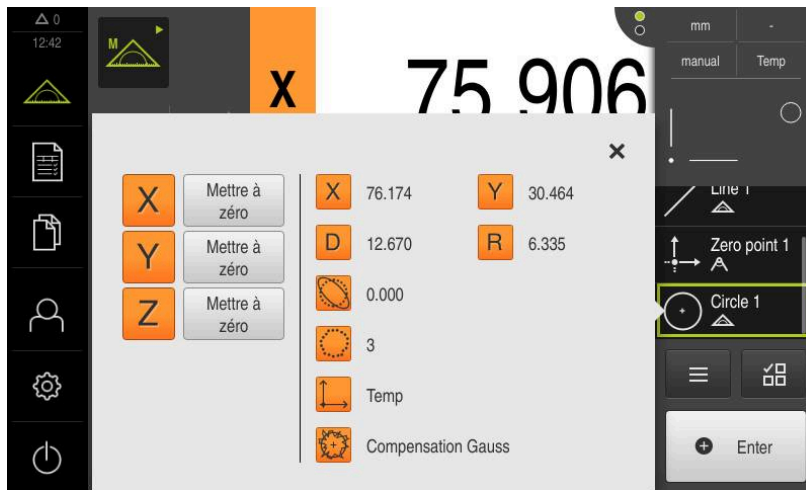 0
12:42
M
X
75.906
mm
-
manual
Temp
X
Mettre à
zéro
Y
Mettre à
zéro
Z
Mettre à
zéro
X
76.174
Y
30.464
D
12.670
R
6.335
0.000
3
Temp
Compensation Gauss
Line 1
Zero point 1
Circle 1
Enter